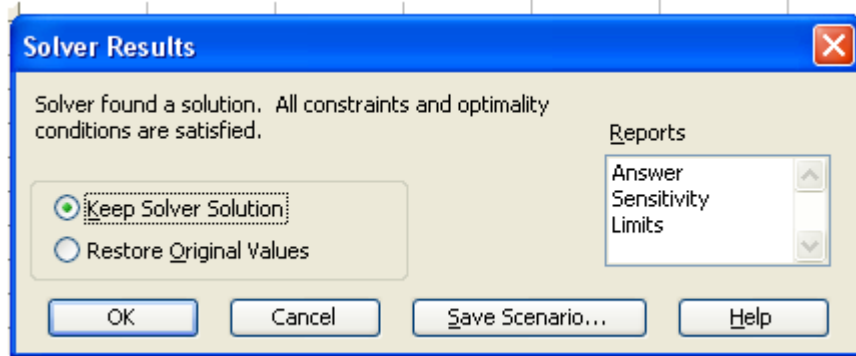 Solver Results
Solver found a solution. All constraints and optimality
conditions are satisfied.
Reports
Answer
Sensitivity
Limits
Keep Solver Solution
Restore Original Values
OK
Cancel
Save Scenario...
Help